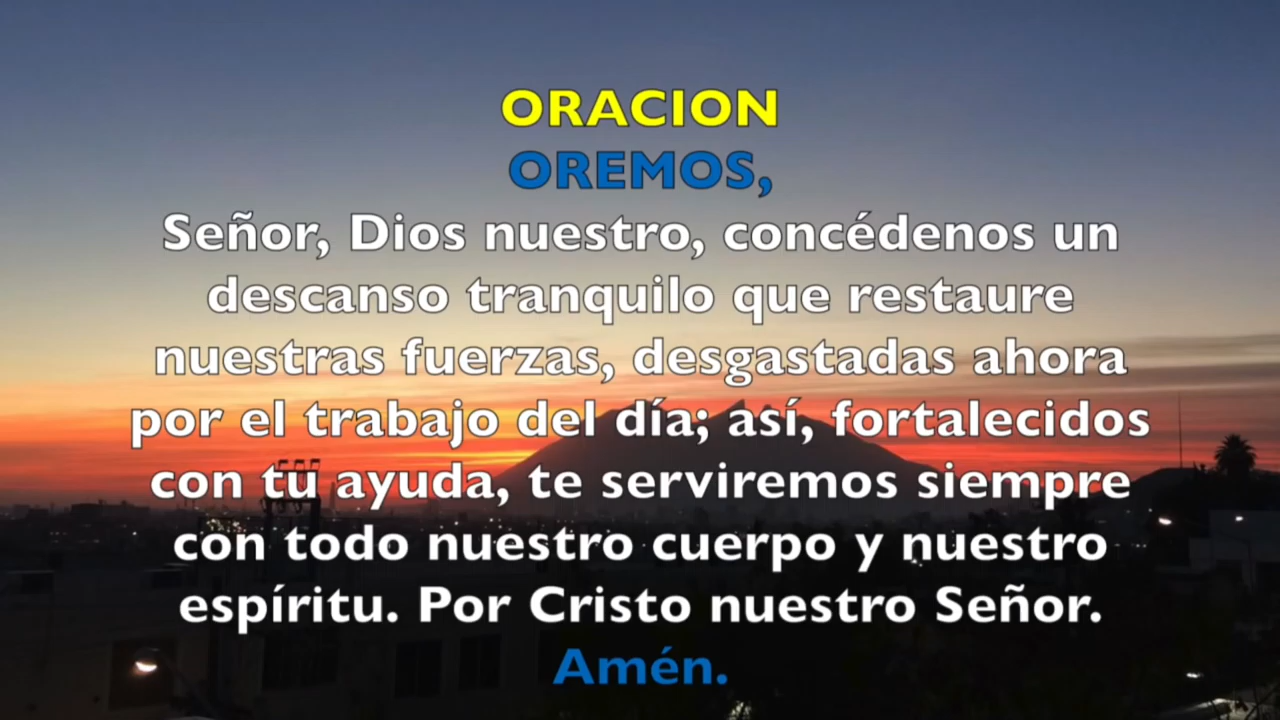 ORACION
OREMOS,
Señor, Dios nuestro, concédenos un
descanso tranquilo que restaure
nuestras fuerzas, desgastadas ahora
por el trabajo del día; así, fortalecidos
con tu ayuda, te serviremos siempre
con todo nuestro cuerpo y nuestro
espíritu. Por Cristo nuestro Señor.
Amén.